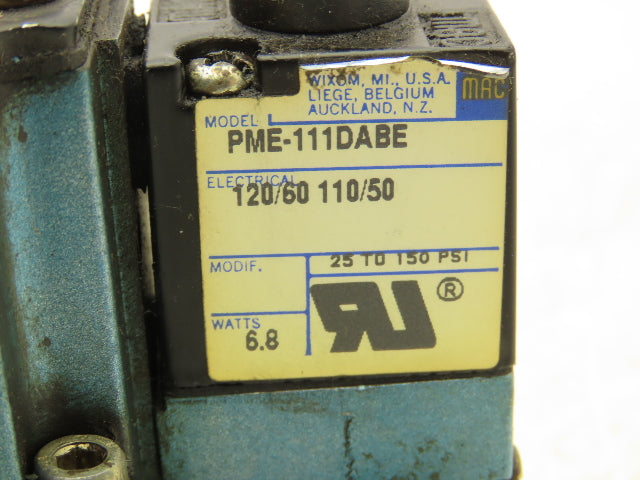 WIXOM, MI., U.S.A.
LIEGE, BELGIUM
AUCKLAND, N.Z.
MAC
MODEL
PME-111DABE
ELECTRICAL
120/60 110/50
MODIF.
25 TO 150 PSI
WATTS
6.8
UR ®